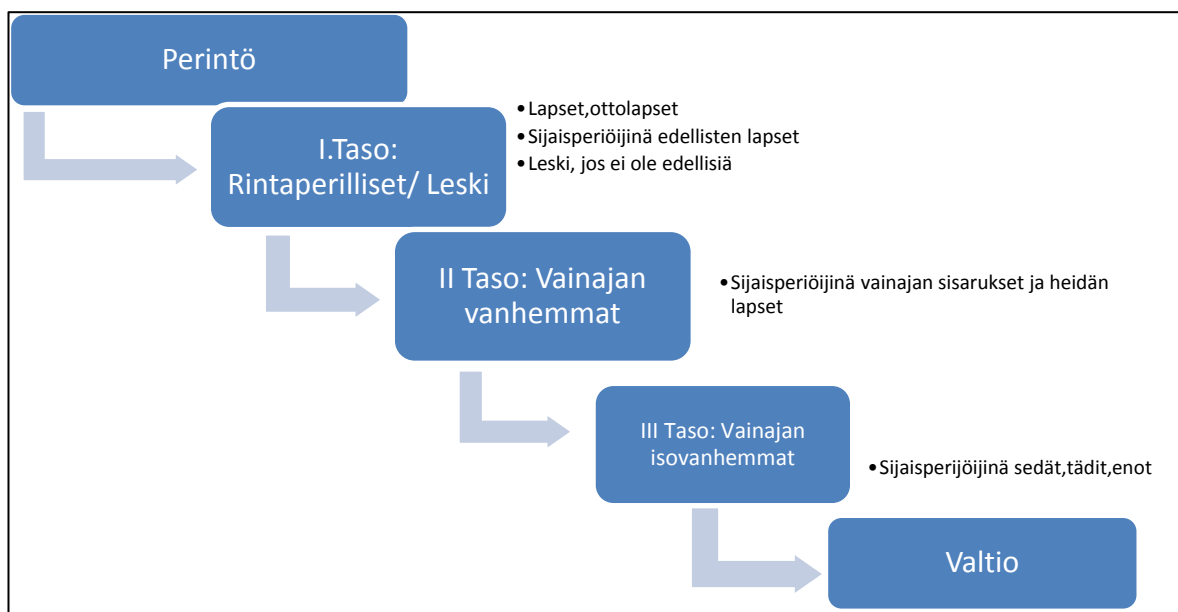 Perintö
I.Taso:
Rintaperilliset/ Leski
•Lapset,ottolapset
•Sijaisperiöijinä edellisten lapset
•Leski, jos ei ole edellisiä
II Taso: Vainajan
vanhemmat
•Sijaisperiöijinä vainajan sisarukset ja heidän
lapset
III Taso: Vainajan
isovanhemmat
•Sijaisperijöijinä sedät,tädit,enot
Valtio